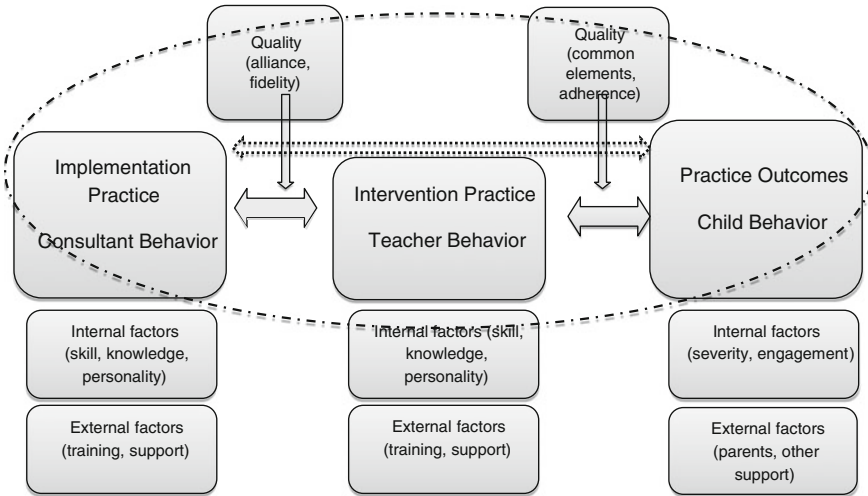 Quality
(alliance,
fidelity)
Quality
(common
elements,
adherence)
Implementation
Practice
Consultant Behavior
Intervention Practice
Teacher Behavior
Practice Outcomes
Child Behavior
Internal factors
(skill, knowledge,
personality)
Internal factors (skill,
knowledge,
personality)
Internal factors
(severity, engagement)
External factors
(training, support)
External factors
(training, support)
External factors
(parents, other
support)